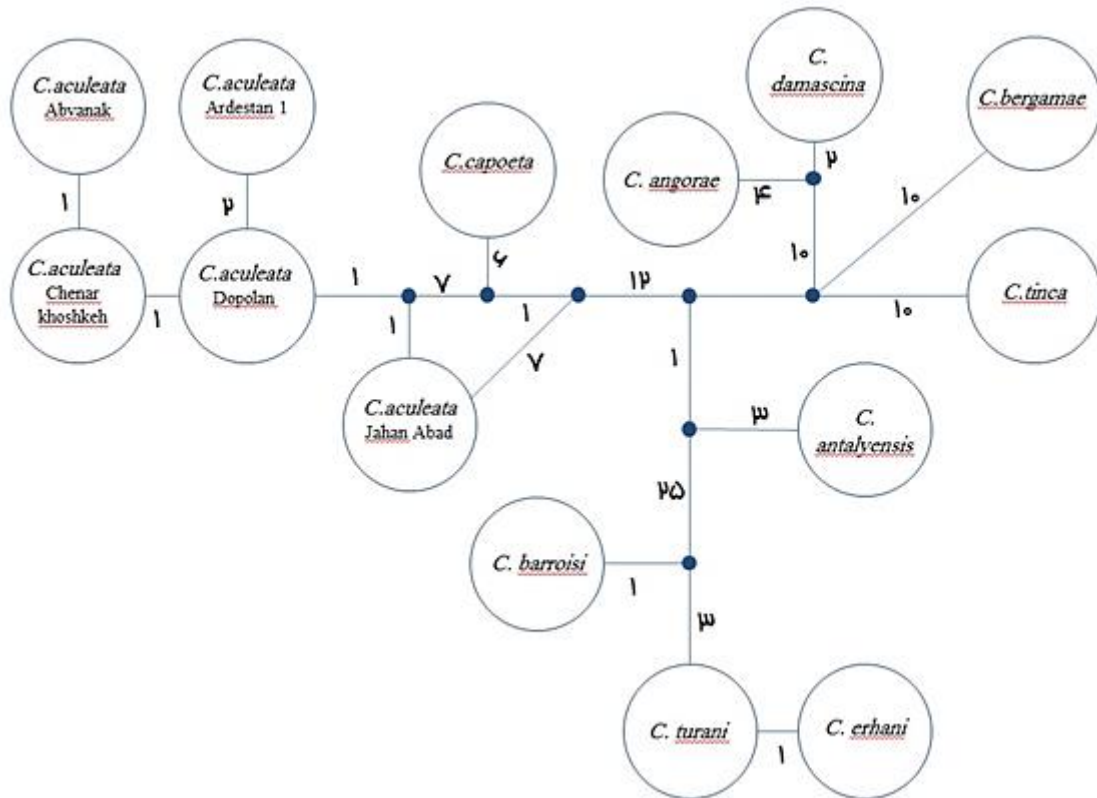 C.aculeata
Abvanak
C.aculeata
Ardestan 1
C.
damascina
C.bergamae
C.capoeta
C. angorae
۲
۴
۱
۲
۱۰
C.aculeata
Chenar
khoshkeh
C.aculeata
Dopolan
۶
۱۰
C.tinca
۱
۱
۷
۱
۱۲
۱۰
۱
۷
۱
C.aculeata
Jahan Abad
۳
C.
antalyensis
۲۵
C. barroisi
۱
۳
C. turani
C. erhani
۱